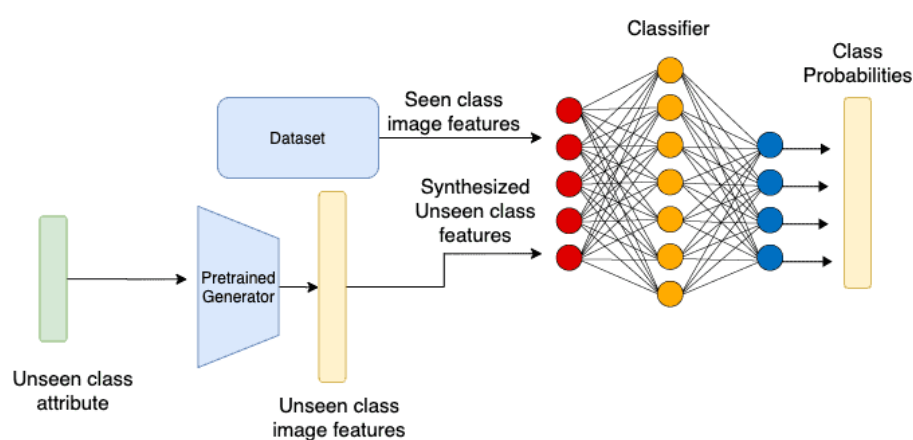 Classifier
Class
Probabilities
Seen class
image features
Dataset
Synthesized
Unseen class
features
Pretrained
Generator
Unseen class
attribute
Unseen class
image features